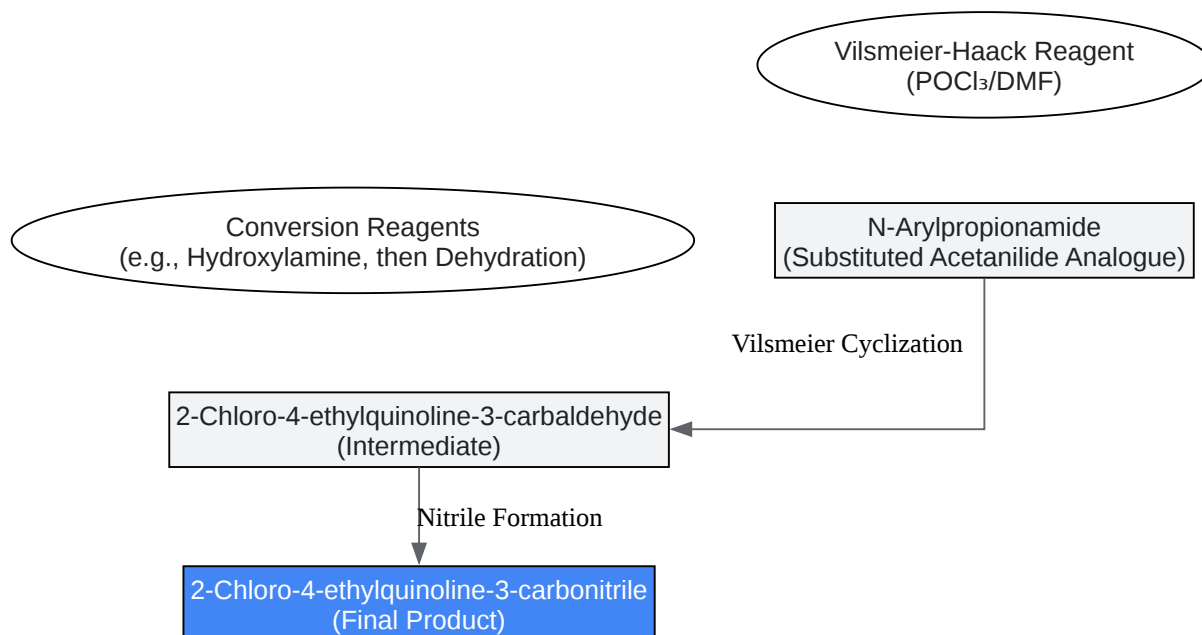 Vilsmeier-Haack Reagent
(POCl₃/DMF)
Conversion Reagents
(e.g., Hydroxylamine, then Dehydration)
N-Arylpropionamide
(Substituted Acetanilide Analogue)
Vilsmeier Cyclization
2-Chloro-4-ethylquinoline-3-carbaldehyde
(Intermediate)
Nitrile Formation
2-Chloro-4-ethylquinoline-3-carbonitrile
(Final Product)